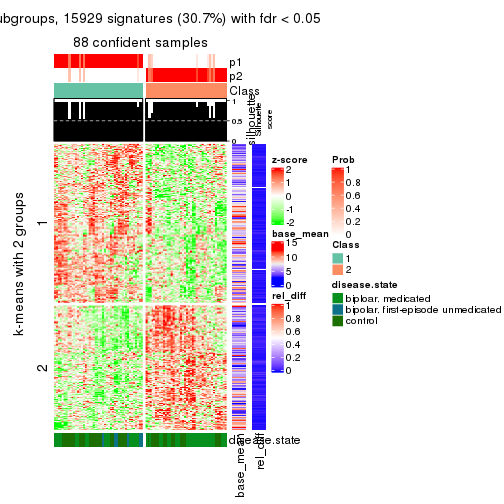 ubgroups, 15929 signatures (30.7%) with fdr < 0.05
88 confident samples
p1
p2
Class
1
0.5
0
silhouette
Silhouette
score
k-means with 2 groups
1
2
disease.state
base_mean
rel_diff
z-score
2
1
0
-1
-2
base_mean
15
10
5
0
rel_diff
1
0.8
0.6
0.4
0.2
0
Prob
1
0.8
0.6
0.4
0.2
0
Class
1
2
disease.state
bipolar. medicated
bipolar. first-episode unmedicated
control